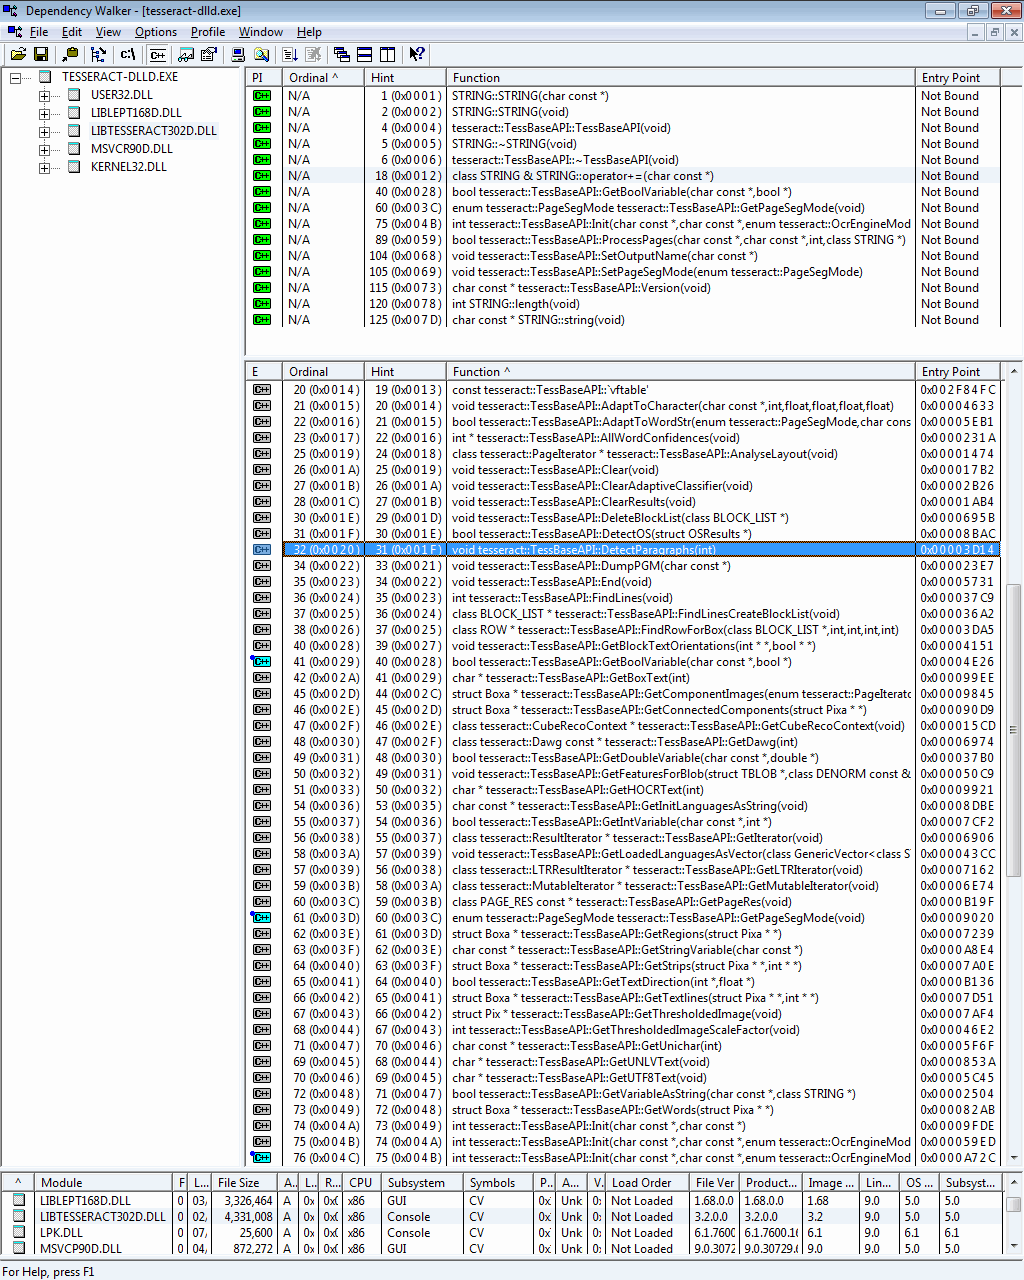 Dependency Walker - [tesseract-dlld.exe]
File Edit View Options Profile Window Help
c:\ C++
TESSERACT-DLLD.EXE
USER32.DLL
LIBLEPT168D.DLL
LIBTESSERACT302D.DLL
MSVCR90D.DLL
KERNEL32.DLL
PI Ordinal ^ Hint Function Entry Point
C++ N/A 1 (0x0001) STRING::STRING(char const *) Not Bound
C++ N/A 2 (0x0002) STRING::STRING(void) Not Bound
C++ N/A 4 (0x0004) tesseract::TessBaseAPI::TessBaseAPI(void) Not Bound
C++ N/A 5 (0x0005) STRING::~STRING(void) Not Bound
C++ N/A 6 (0x0006) tesseract::TessBaseAPI::~TessBaseAPI(void) Not Bound
C++ N/A 18 (0x0012) class STRING & STRING::operator+=(char const *) Not Bound
C++ N/A 40 (0x0028) bool tesseract::TessBaseAPI::GetBoolVariable(char const *,bool *) Not Bound
C++ N/A 60 (0x003C) enum tesseract::PageSegMode tesseract::TessBaseAPI::GetPageSegMode(void) Not Bound
C++ N/A 75 (0x004B) int tesseract::TessBaseAPI::Init(char const *,char const *,enum tesseract::OcrEngineMod Not Bound
C++ N/A 89 (0x0059) bool tesseract::TessBaseAPI::ProcessPages(char const *,char const *,int,class STRING *) Not Bound
C++ N/A 104 (0x0068) void tesseract::TessBaseAPI::SetOutputName(char const *) Not Bound
C++ N/A 105 (0x0069) void tesseract::TessBaseAPI::SetPageSegMode(enum tesseract::PageSegMode) Not Bound
C++ N/A 115 (0x0073) char const * tesseract::TessBaseAPI::Version(void) Not Bound
C++ N/A 120 (0x0078) int STRING::length(void) Not Bound
C++ N/A 125 (0x007D) char const * STRING::string(void) Not Bound
E Ordinal Hint Function ^ Entry Point
C++ 20 (0x0014) 19 (0x0013) const tesseract::TessBaseAPI::`vftable' 0x002F84FC
C++ 21 (0x0015) 20 (0x0014) void tesseract::TessBaseAPI::AdaptToCharacter(char const *,int,float,float,float,float) 0x00004633
C++ 22 (0x0016) 21 (0x0015) bool tesseract::TessBaseAPI::AdaptToWordStr(enum tesseract::PageSegMode,char cons 0x00005EB1
C++ 23 (0x0017) 22 (0x0016) int * tesseract::TessBaseAPI::AllWordConfidences(void) 0x0000231A
C++ 25 (0x0019) 24 (0x0018) class tesseract::PageIterator * tesseract::TessBaseAPI::AnalyseLayout(void) 0x00001474
C++ 26 (0x001A) 25 (0x0019) void tesseract::TessBaseAPI::Clear(void) 0x000017B2
C++ 27 (0x001B) 26 (0x001A) void tesseract::TessBaseAPI::ClearAdaptiveClassifier(void) 0x00002B26
C++ 28 (0x001C) 27 (0x001B) void tesseract::TessBaseAPI::ClearResults(void) 0x00001AB4
C++ 30 (0x001E) 29 (0x001D) void tesseract::TessBaseAPI::DeleteBlockList(class BLOCK_LIST *) 0x0000695B
C++ 31 (0x001F) 30 (0x001E) bool tesseract::TessBaseAPI::DetectOS(struct OSResults *) 0x00008BAC
C++ 32 (0x0020) 31 (0x001F) void tesseract::TessBaseAPI::DetectParagraphs(int) 0x00003D14
C++ 34 (0x0022) 33 (0x0021) void tesseract::TessBaseAPI::DumpPGM(char const *) 0x000023E7
C++ 35 (0x0023) 34 (0x0022) void tesseract::TessBaseAPI::End(void) 0x00005731
C++ 36 (0x0024) 35 (0x0023) int tesseract::TessBaseAPI::FindLines(void) 0x000037C9
C++ 37 (0x0025) 36 (0x0024) class BLOCK_LIST * tesseract::TessBaseAPI::FindLinesCreateBlockList(void) 0x000036A2
C++ 38 (0x0026) 37 (0x0025) class ROW * tesseract::TessBaseAPI::FindRowForBox(class BLOCK_LIST *,int,int,int,int) 0x00003DA5
C++ 40 (0x0028) 39 (0x0027) void tesseract::TessBaseAPI::GetBlockTextOrientations(int * *,bool * *) 0x00004151
C++ 41 (0x0029) 40 (0x0028) bool tesseract::TessBaseAPI::GetBoolVariable(char const *,bool *) 0x00004E26
C++ 42 (0x002A) 41 (0x0029) char * tesseract::TessBaseAPI::GetBoxText(int) 0x000099EE
C++ 45 (0x002D) 44 (0x002C) struct Boxa * tesseract::TessBaseAPI::GetComponentImages(enum tesseract::PageIterato 0x00009845
C++ 46 (0x002E) 45 (0x002D) struct Boxa * tesseract::TessBaseAPI::GetConnectedComponents(struct Pixa * *) 0x000090D9
C++ 47 (0x002F) 46 (0x002E) class tesseract::CubeRecoContext * tesseract::TessBaseAPI::GetCubeRecoContext(void) 0x000015CD
C++ 48 (0x0030) 47 (0x002F) class tesseract::Dawg const * tesseract::TessBaseAPI::GetDawg(int) 0x00006974
C++ 49 (0x0031) 48 (0x0030) bool tesseract::TessBaseAPI::GetDoubleVariable(char const *,double *) 0x000037B0
C++ 50 (0x0032) 49 (0x0031) void tesseract::TessBaseAPI::GetFeaturesForBlob(struct TBLOB *,class DENORM const & 0x000050C9
C++ 51 (0x0033) 50 (0x0032) char * tesseract::TessBaseAPI::GetHOCRText(int) 0x00009921
C++ 54 (0x0036) 53 (0x0035) char const * tesseract::TessBaseAPI::GetInitLanguagesAsString(void) 0x00008DBE
C++ 55 (0x0037) 54 (0x0036) bool tesseract::TessBaseAPI::GetIntVariable(char const *,int *) 0x00007CF2
C++ 56 (0x0038) 55 (0x0037) class tesseract::ResultIterator * tesseract::TessBaseAPI::GetIterator(void) 0x00006906
C++ 58 (0x003A) 57 (0x0039) void tesseract::TessBaseAPI::GetLoadedLanguagesAsVector(class GenericVector<class S 0x000043CC
C++ 57 (0x0039) 56 (0x0038) class tesseract::LTRResultIterator * tesseract::TessBaseAPI::GetLTRIterator(void) 0x00007162
C++ 59 (0x003B) 58 (0x003A) class tesseract::MutableIterator * tesseract::TessBaseAPI::GetMutableIterator(void) 0x00006E74
C++ 60 (0x003C) 59 (0x003B) class PAGE_RES const * tesseract::TessBaseAPI::GetPageRes(void) 0x0000B19F
C++ 61 (0x003D) 60 (0x003C) enum tesseract::PageSegMode tesseract::TessBaseAPI::GetPageSegMode(void) 0x00009020
C++ 62 (0x003E) 61 (0x003D) struct Boxa * tesseract::TessBaseAPI::GetRegions(struct Pixa * *) 0x00007239
C++ 63 (0x003F) 62 (0x003E) char const * tesseract::TessBaseAPI::GetStringVariable(char const *) 0x0000A8E4
C++ 64 (0x0040) 63 (0x003F) struct Boxa * tesseract::TessBaseAPI::GetStrips(struct Pixa * *,int * *) 0x00007A0E
C++ 65 (0x0041) 64 (0x0040) bool tesseract::TessBaseAPI::GetTextDirection(int *,float *) 0x0000B136
C++ 66 (0x0042) 65 (0x0041) struct Boxa * tesseract::TessBaseAPI::GetTextlines(struct Pixa * *,int * *) 0x00007D51
C++ 67 (0x0043) 66 (0x0042) struct Pix * tesseract::TessBaseAPI::GetThresholdedImage(void) 0x00007AF4
C++ 68 (0x0044) 67 (0x0043) int tesseract::TessBaseAPI::GetThresholdedImageScaleFactor(void) 0x000046E2
C++ 71 (0x0047) 70 (0x0046) char const * tesseract::TessBaseAPI::GetUnichar(int) 0x00005F6F
C++ 69 (0x0045) 68 (0x0044) char * tesseract::TessBaseAPI::GetUNLVText(void) 0x0000853A
C++ 70 (0x0046) 69 (0x0045) char * tesseract::TessBaseAPI::GetUTF8Text(void) 0x00005C45
C++ 72 (0x0048) 71 (0x0047) bool tesseract::TessBaseAPI::GetVariableAsString(char const *,class STRING *) 0x00002504
C++ 73 (0x0049) 72 (0x0048) struct Boxa * tesseract::TessBaseAPI::GetWords(struct Pixa * *) 0x000082AB
C++ 74 (0x004A) 73 (0x0049) int tesseract::TessBaseAPI::Init(char const *,char const *) 0x00009FDE
C++ 75 (0x004B) 74 (0x004A) int tesseract::TessBaseAPI::Init(char const *,char const *,enum tesseract::OcrEngineMod 0x000059ED
C++ 76 (0x004C) 75 (0x004B) int tesseract::TessBaseAPI::Init(char const *,char const *,enum tesseract::OcrEngineMod 0x0000A72C
^ Module F L... File Size A.. L.. R.. CPU Subsystem Symbols P.. A... V. Load Order File Ver Product... Image ... Lin... OS ... Subsyst...
LIBLEPT168D.DLL 0 03, 3,326,464 A 0x 0x0 x86 GUI CV 0x Unk 0: Not Loaded 1.68.0.0 1.68.0.0 1.68 9.0 5.0 5.0
LIBTESSERACT302D.DLL 0 02, 4,331,008 A 0x 0x0 x86 Console CV 0x Unk 0: Not Loaded 3.2.0.0 3.2.0.0 3.2 9.0 5.0 5.0
LPK.DLL 0 07, 25,600 A 0x 0x0 x86 Console CV 0x Unk 0: Not Loaded 6.1.7600 6.1.7600.16 6.1 9.0 6.1 6.1
MSVCP90D.DLL 0 04, 872,272 A 0x 0x0 x86 GUI CV 0x Unk 0: Not Loaded 9.0.3072 9.0.30729. 9.0 9.0 5.0 5.0
For Help, press F1